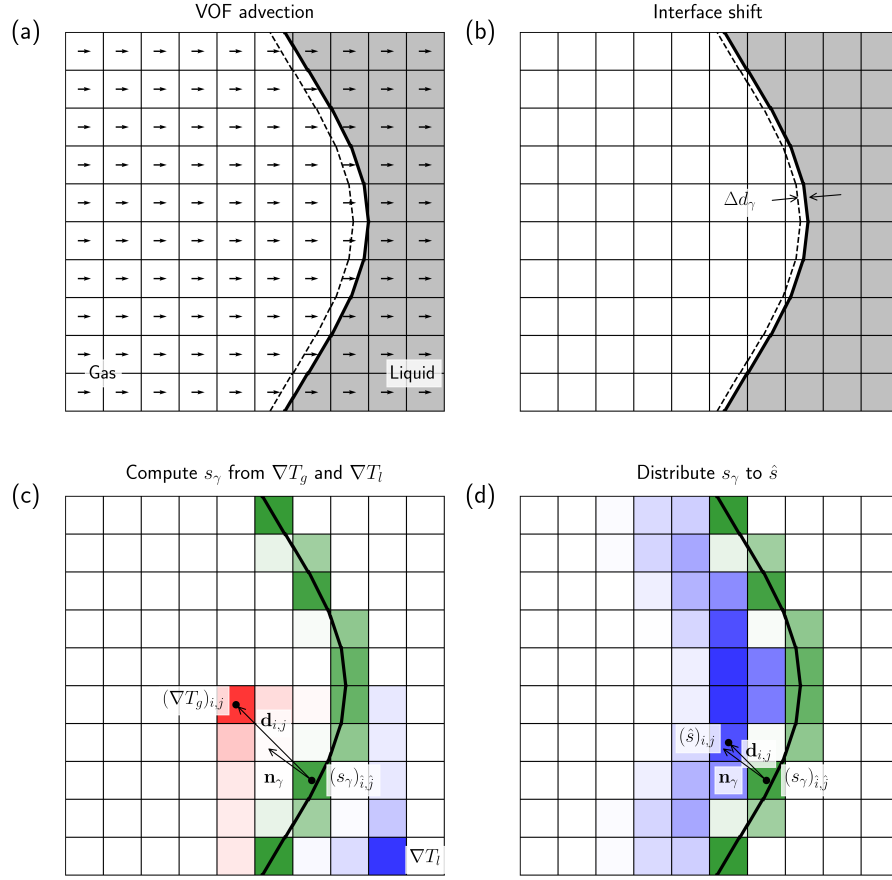 VOF advection
(a)
Gas
Liquid
Interface shift
(b)
Δd_γ
Compute s_γ from ∇T_g and ∇T_l
(c)
(∇T_g)_{i,j}
d_{i,j}
n_γ
(s_γ)_{î,ĵ}
∇T_l
Distribute s_γ to ŝ
(d)
(ŝ)_{i,j}
d_{i,j}
n_γ
(s_γ)_{î,ĵ}